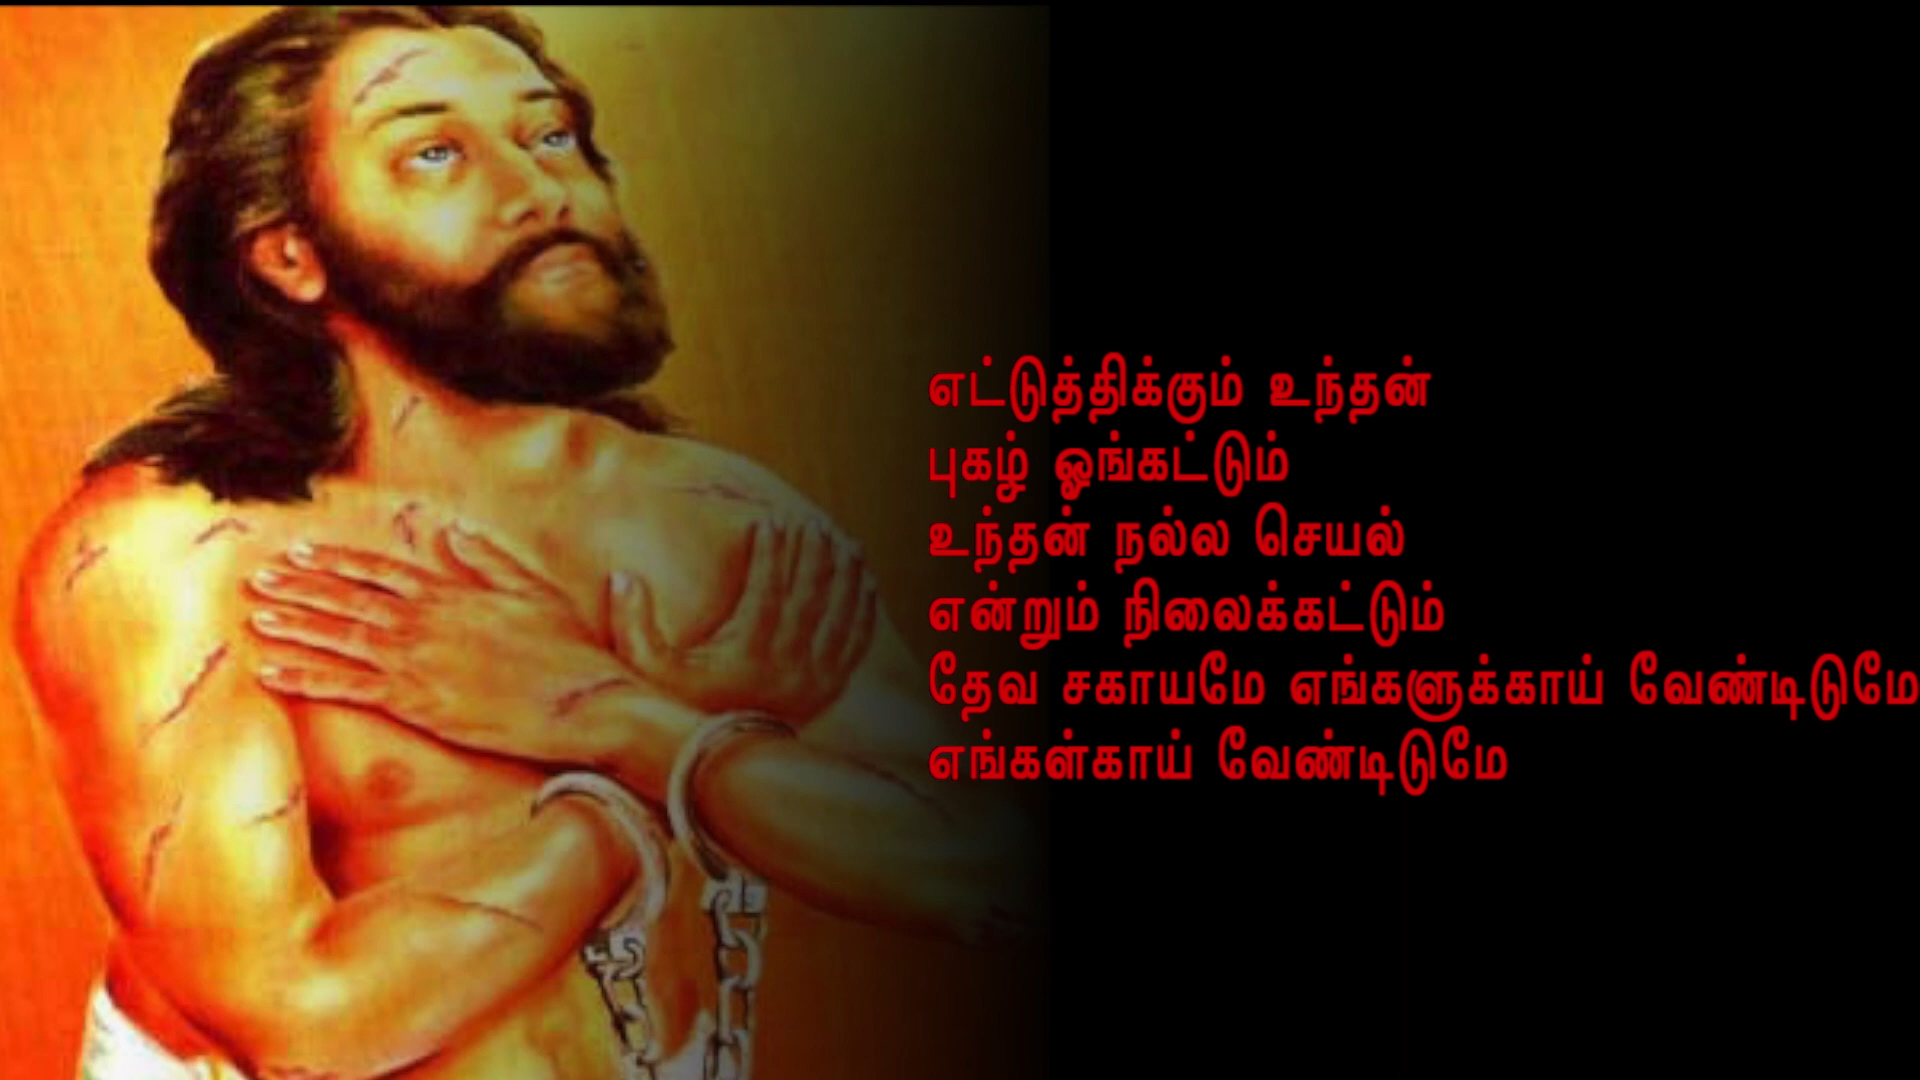 எட்டுத்திக்கும் உந்தன்
புகழ் ஓங்கட்டும்
உந்தன் நல்ல செயல்
என்றும் நிலைக்கட்டும்
தேவ சகாயமே எங்களுக்காய் வேண்டிடுமே
எங்கள்காய் வேண்டிடுமே